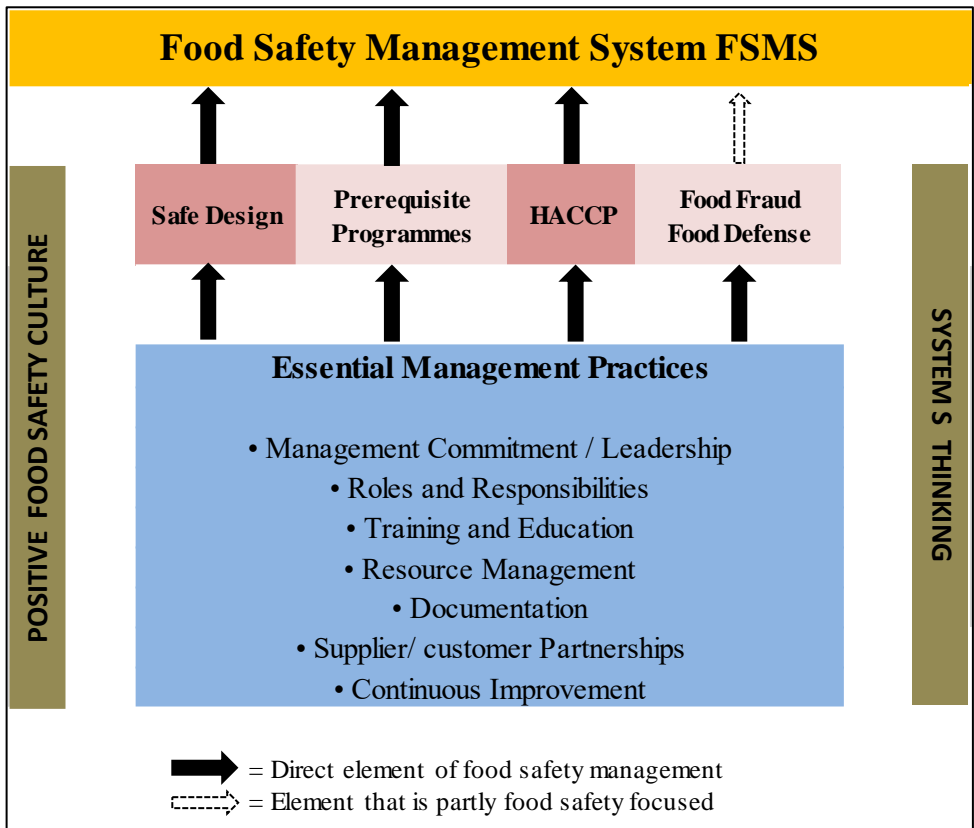 Food Safety Management System FSMS
POSITIVE FOOD SAFETY CULTURE
Safe Design
Prerequisite
Programmes
HACCP
Food Fraud
Food Defense
SYSTEM S THINKING
Essential Management Practices
• Management Commitment / Leadership
• Roles and Responsibilities
• Training and Education
• Resource Management
• Documentation
• Supplier/ customer Partnerships
• Continuous Improvement
= Direct element of food safety management
= Element that is partly food safety focused